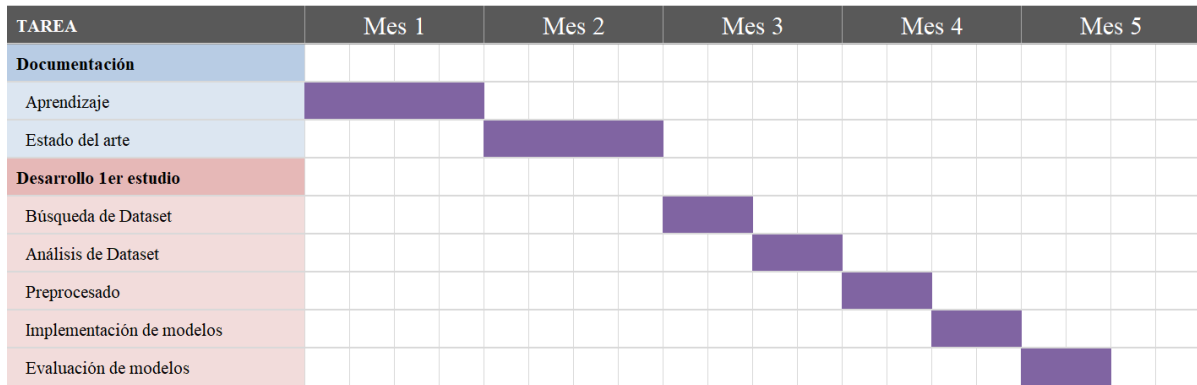 TAREA Mes 1 Mes 2 Mes 3 Mes 4 Mes 5
Documentación
Aprendizaje
Estado del arte
Desarrollo 1er estudio
Búsqueda de Dataset
Análisis de Dataset
Preprocesado
Implementación de modelos
Evaluación de modelos